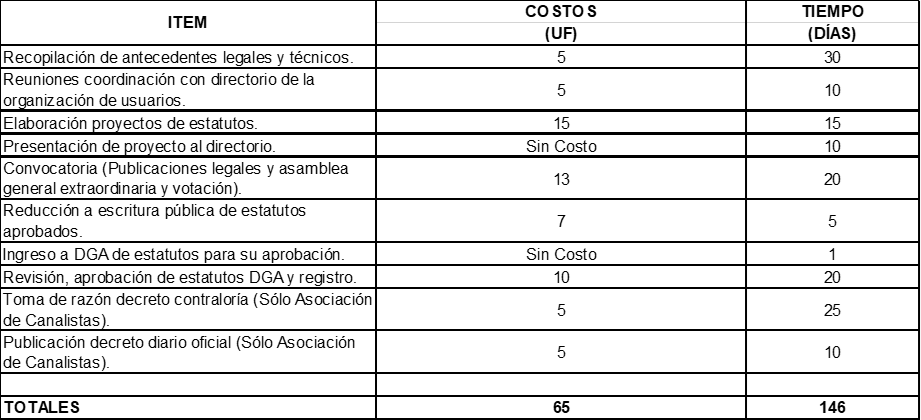 ITEM COSTOS TIEMPO
(UF) (DÍAS)
Recopilación de antecedentes legales y técnicos. 5 30
Reuniones coordinación con directorio de la
organización de usuarios. 5 10
Elaboración proyectos de estatutos. 15 15
Presentación de proyecto al directorio. Sin Costo 10
Convocatoria (Publicaciones legales y asamblea
general extraordinaria y votación). 13 20
Reducción a escritura pública de estatutos
aprobados. 7 5
Ingreso a DGA de estatutos para su aprobación. Sin Costo 1
Revisión, aprobación de estatutos DGA y registro. 10 20
Toma de razón decreto contraloría (Sólo Asociación
de Canalistas). 5 25
Publicación decreto diario oficial (Sólo Asociación
de Canalistas). 5 10
TOTALES 65 146